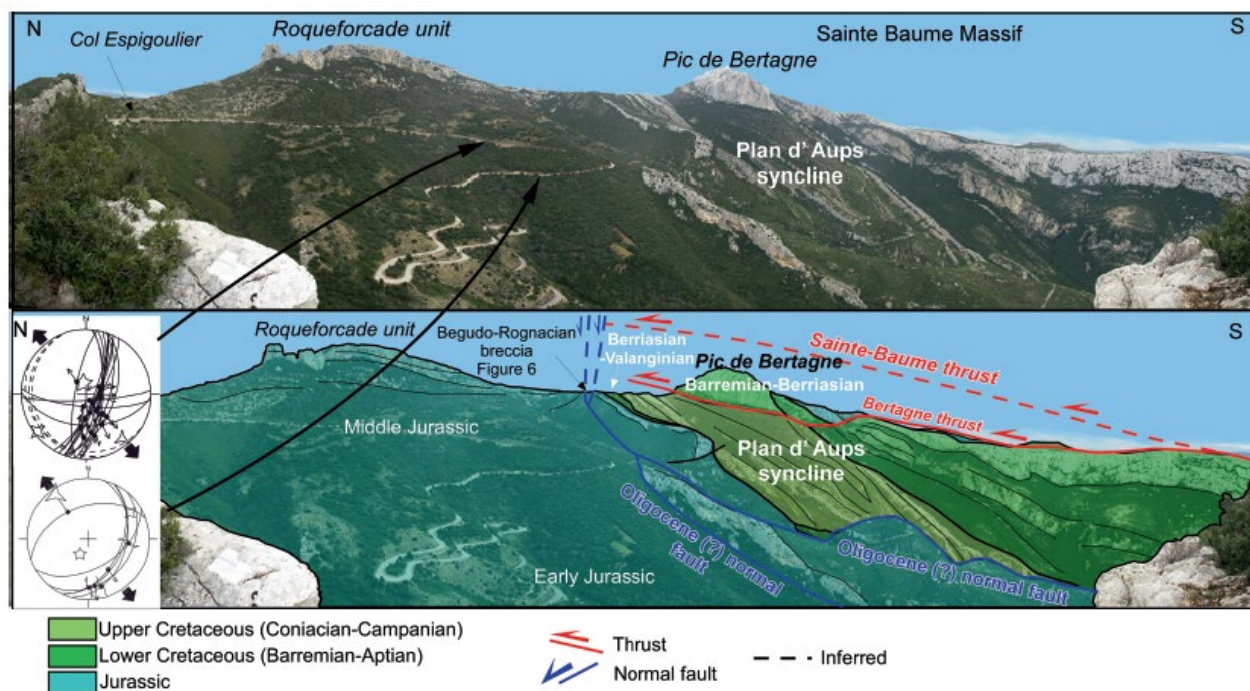 N
S
Roqueforcade unit
Sainte Baume Massif
Col Espigoulier
Pic de Bertagne
Plan d' Aups
syncline
N
S
Roqueforcade unit
Begudo-Rognacian
breccia
Figure 6
Berriasian
-Valanginian
Sainte-Baume thrust
Pic de Bertagne
Barremian-Berriasian
Bertagne thrust
N
Middle Jurassic
Plan d' Aups
syncline
N
Oligocene (?) normal
fault
Oligocene (?) normal fault
Early Jurassic
Upper Cretaceous (Coniacian-Campanian)
Lower Cretaceous (Barremian-Aptian)
Jurassic
Thrust
Normal fault
Inferred